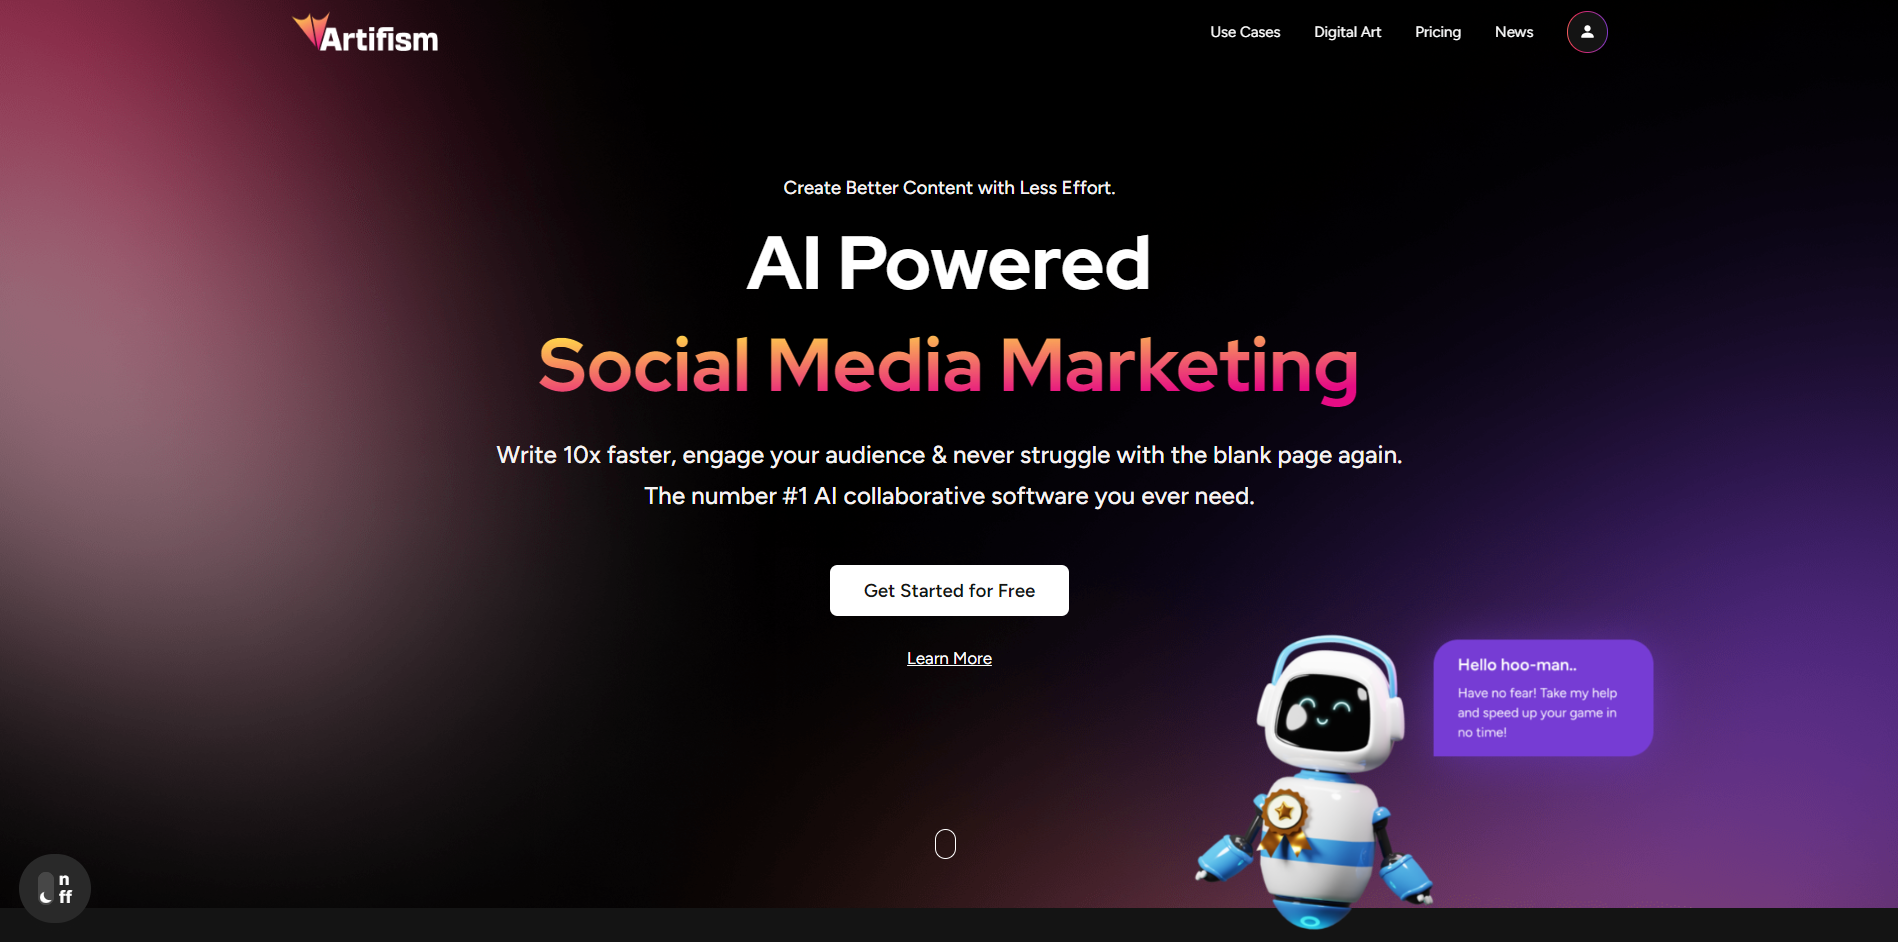 Artifism
Use Cases
Digital Art
Pricing
News
Create Better Content with Less Effort.
AI Powered
Social Media Marketing
Write 10x faster, engage your audience & never struggle with the blank page again.
The number #1 AI collaborative software you ever need.
Get Started for Free
Learn More
Hello hoo-man..
Have no fear! Take my help
and speed up your game in
no time!
n
ff